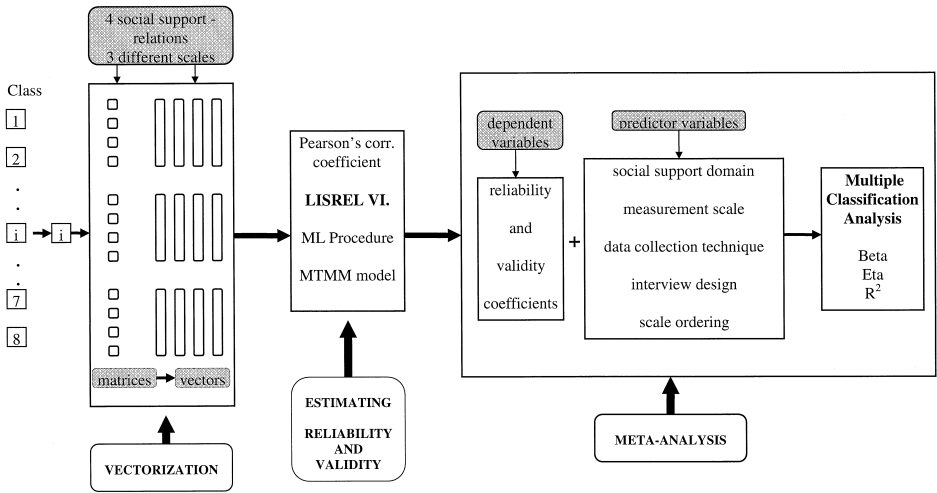 4 social support -
relations
3 different scales
Class
1
2
.
.
i
i
.
.
7
8
matrices
vectors
VECTORIZATION
Pearson's corr.
coefficient
LISREL VI.
ML Procedure
MTMM model
ESTIMATING
RELIABILITY
AND
VALIDITY
dependent
variables
reliability
and
validity
coefficients
+
predictor variables
social support domain
measurement scale
data collection technique
interview design
scale ordering
Multiple
Classification
Analysis
Beta
Eta
R²
META-ANALYSIS